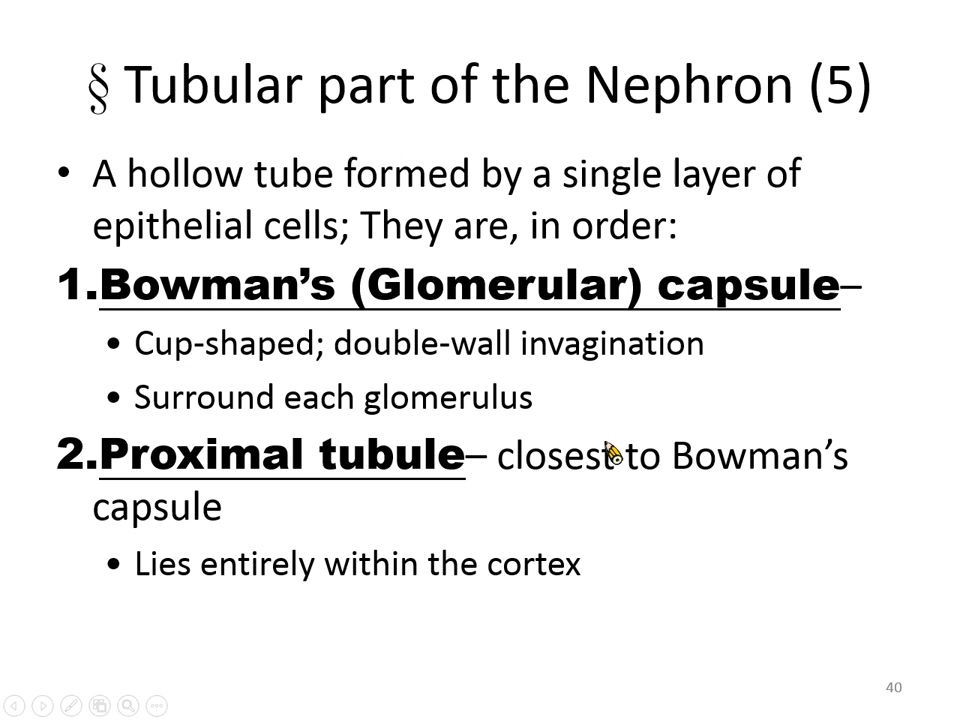 § Tubular part of the Nephron (5)
• A hollow tube formed by a single layer of
epithelial cells; They are, in order:
1.Bowman’s (Glomerular) capsule–
• Cup-shaped; double-wall invagination
• Surround each glomerulus
2.Proximal tubule– closest to Bowman’s
capsule
• Lies entirely within the cortex
40